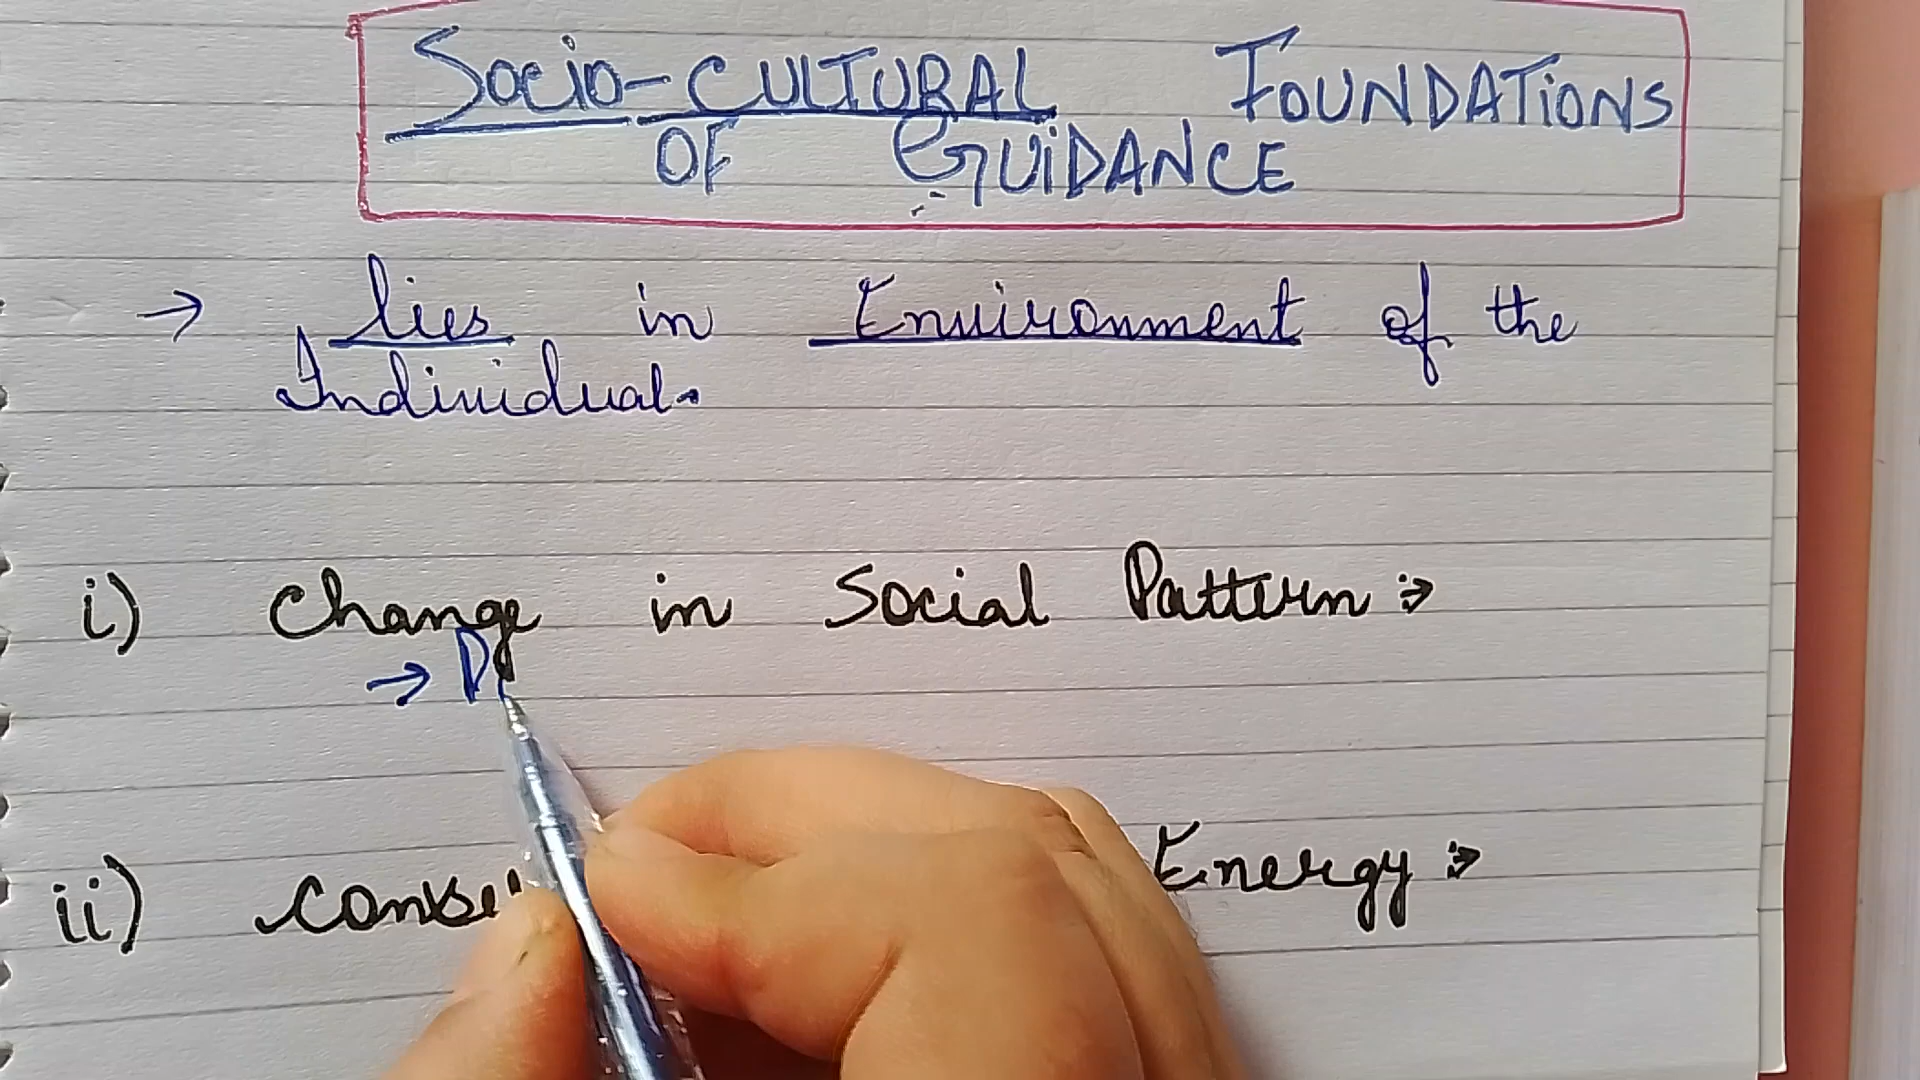 Socio-CULTURAL FOUNDATIONS
OF GUiDANCE
→ lies in Environment of the
Individual.
i) Change in Social Pattern :→
→ D
ii) Energy :→